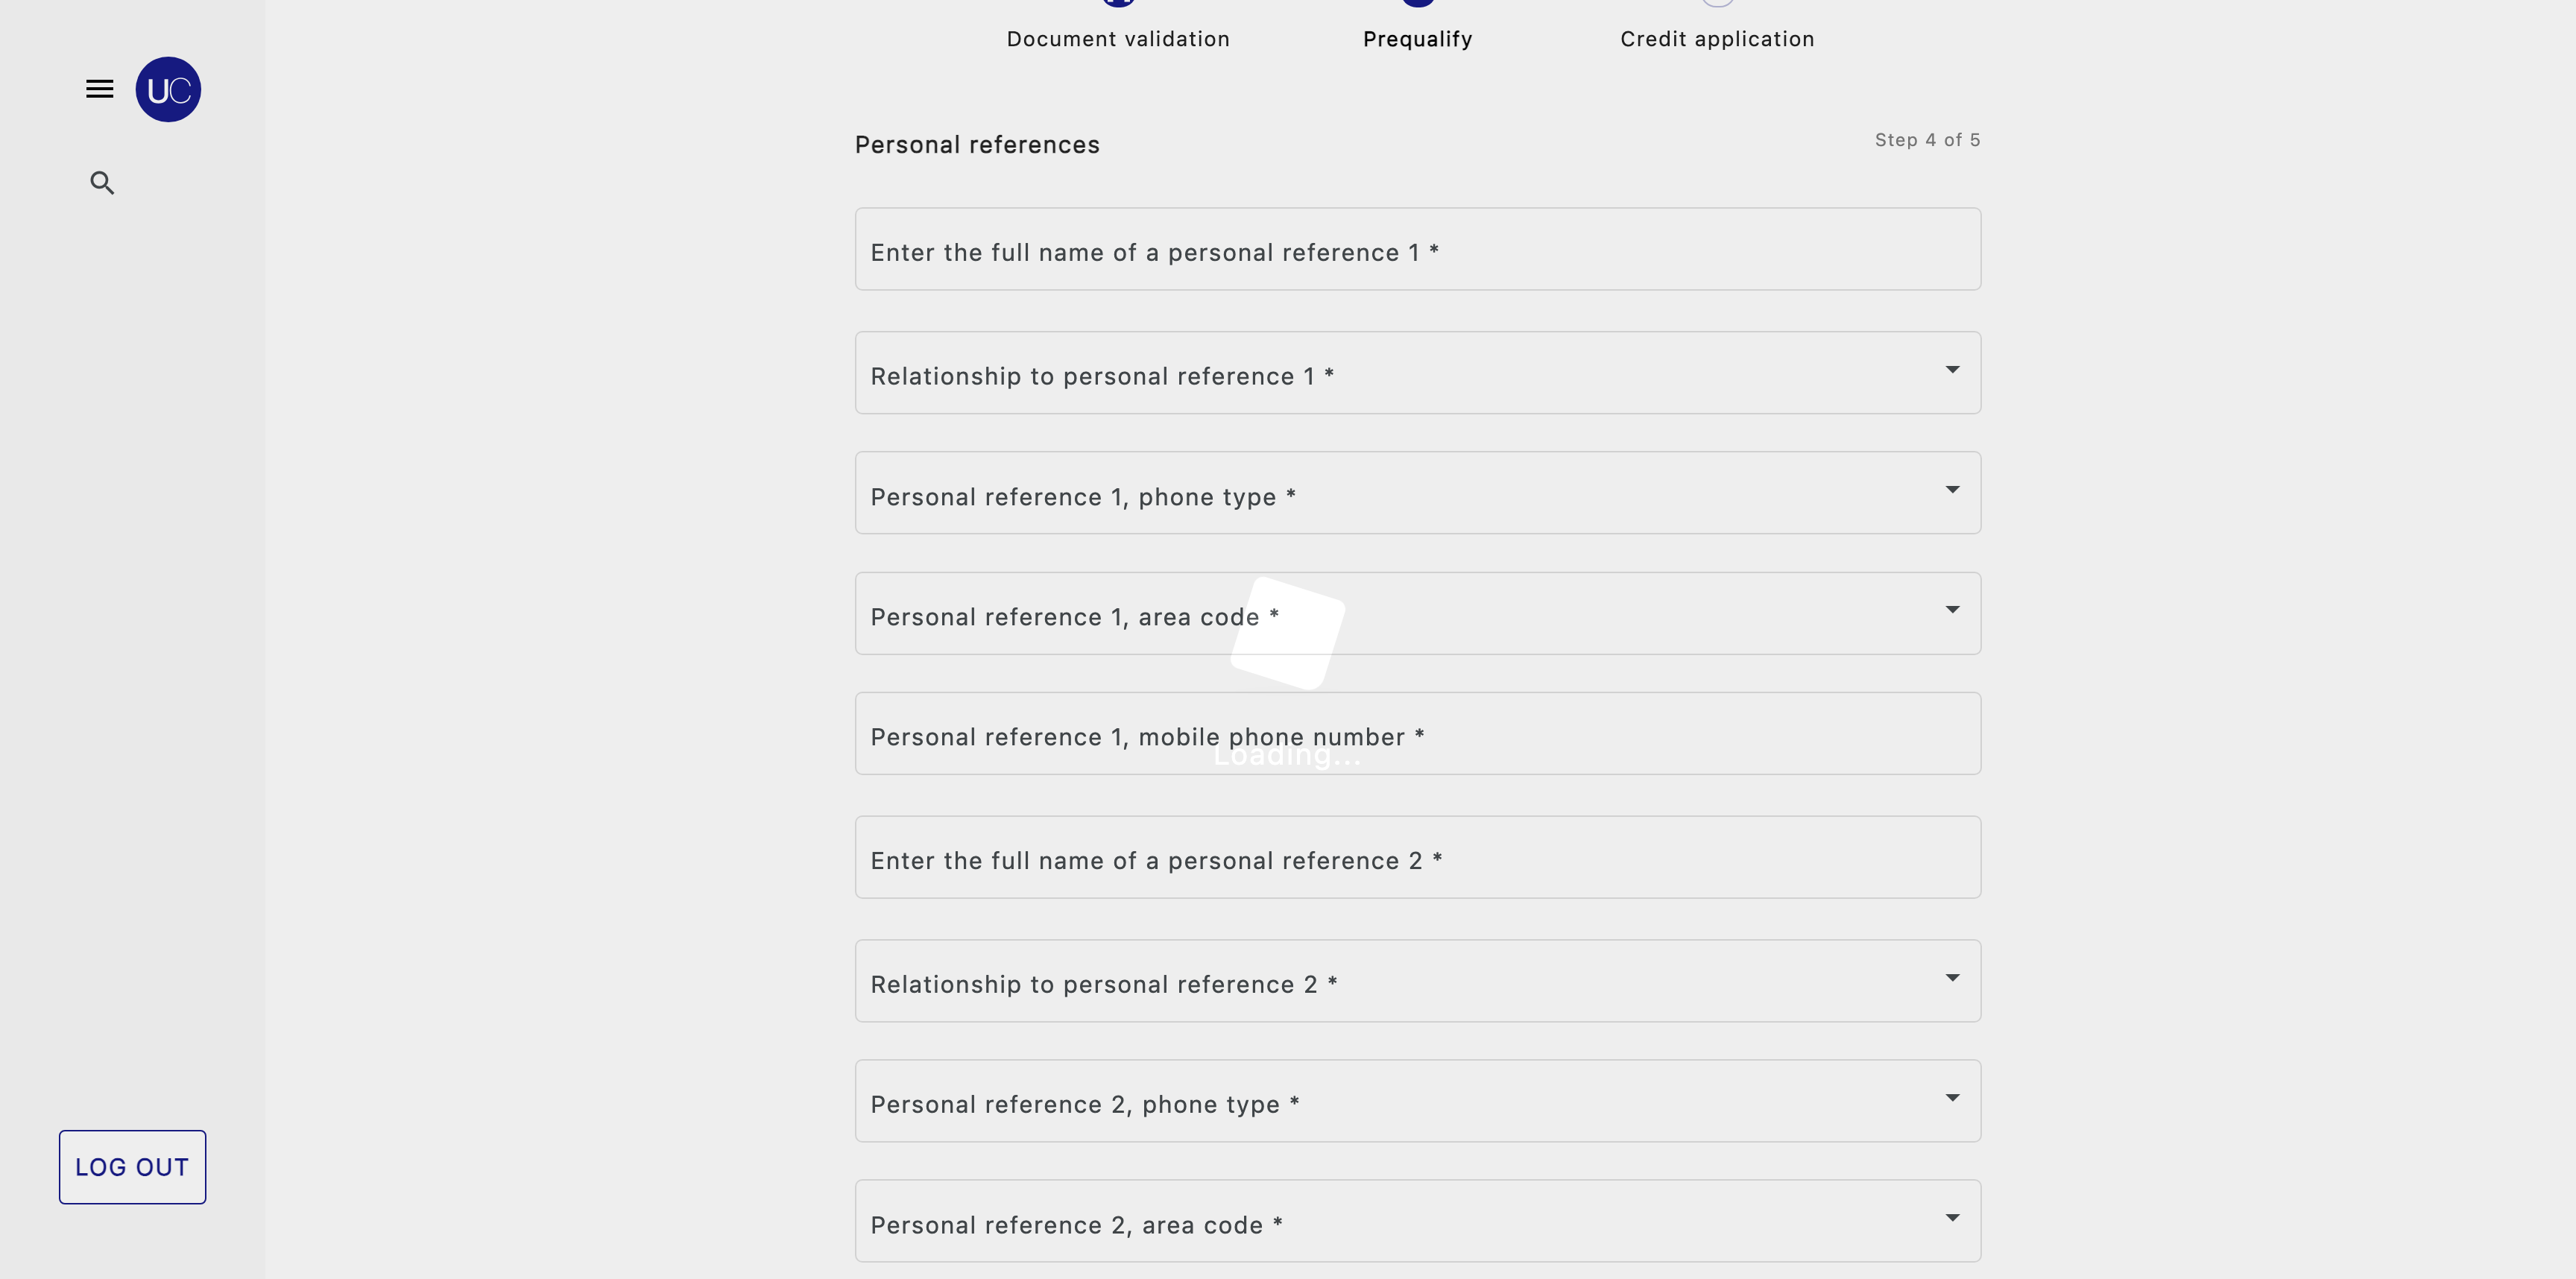 Document validation
Prequalify
Credit application
UC
Personal references
Step 4 of 5
Enter the full name of a personal reference 1 *
Relationship to personal reference 1 *
Personal reference 1, phone type *
Personal reference 1, area code *
Personal reference 1, mobile phone number *
Loading...
Enter the full name of a personal reference 2 *
Relationship to personal reference 2 *
Personal reference 2, phone type *
LOG OUT
Personal reference 2, area code *